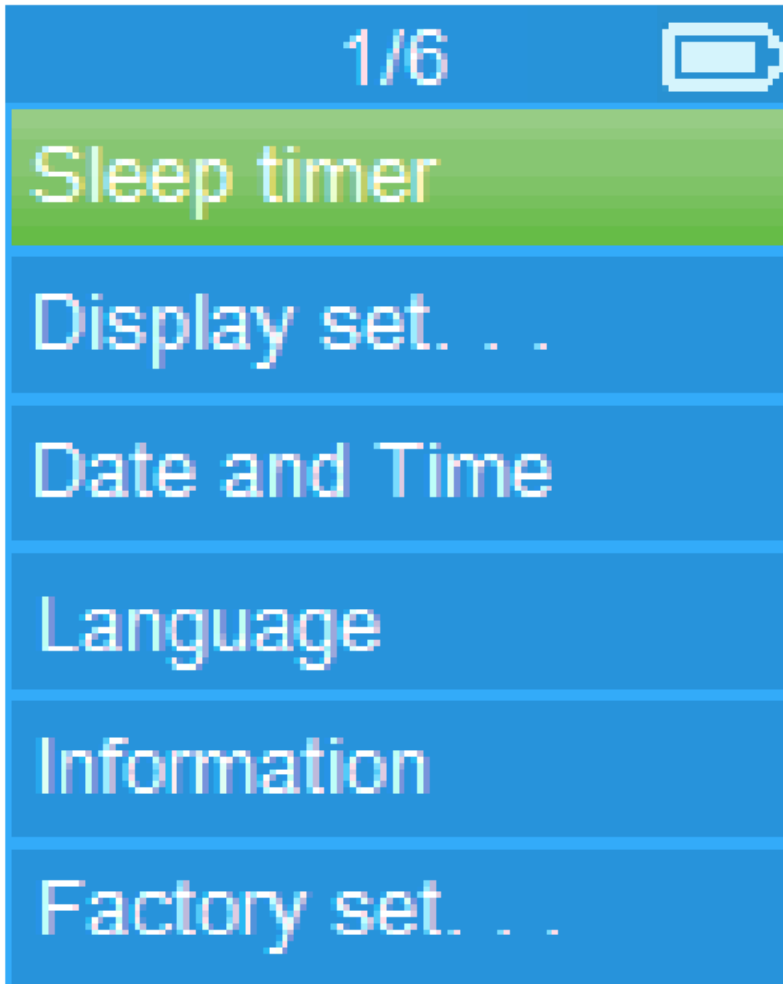 1/6
Sleep timer
Display set. . .
Date and Time
Language
Information
Factory set. . .